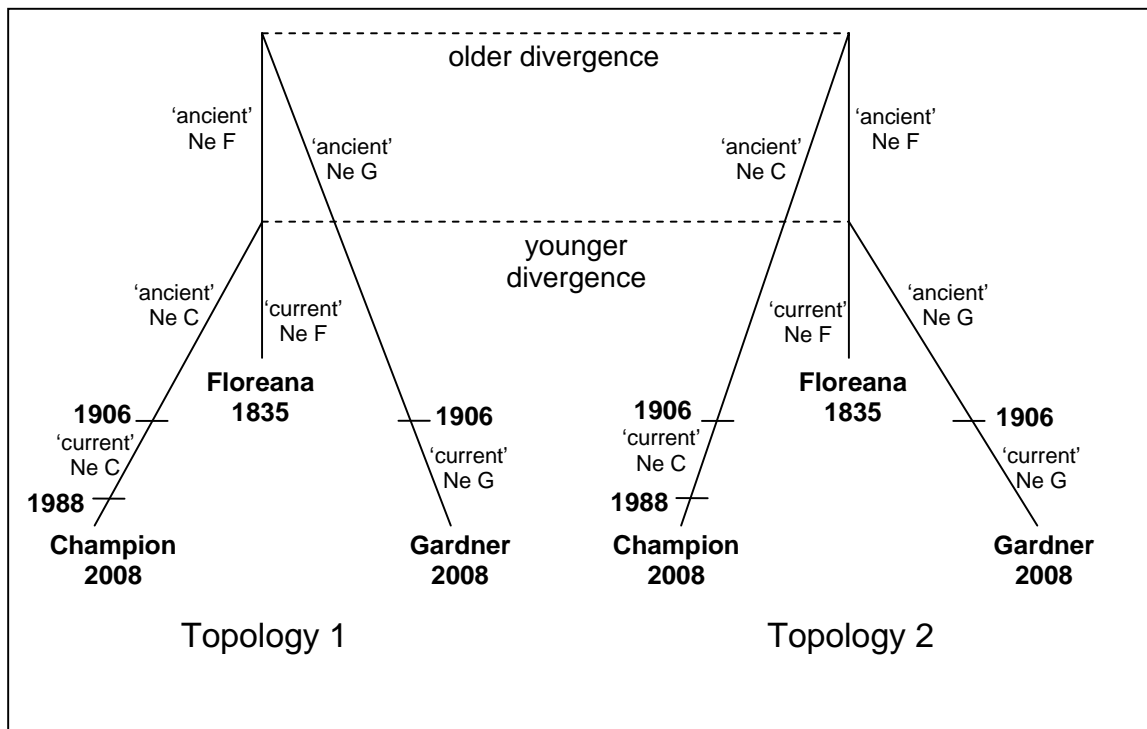 older divergence
‘ancient’
Ne F
‘ancient’
Ne G
‘ancient’
Ne C
‘current’
Ne F
Floreana
1835
1906
‘current’
Ne C
1988
Champion
2008
1906
‘current’
Ne G
Gardner
2008
Topology 1
younger
divergence
‘ancient’
Ne C
‘ancient’
Ne F
‘current’
Ne F
‘ancient’
Ne G
Floreana
1835
1906
‘current’
Ne C
1988
Champion
2008
1906
‘current’
Ne G
Gardner
2008
Topology 2